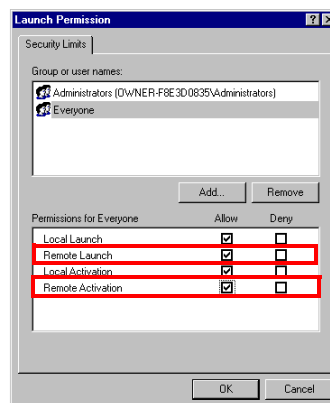 Launch Permission
Security Limits
Group or user names:
Administrators (OWNER-F8E3D0835\Administrators)
Everyone
Add... Remove
Permissions for Everyone Allow Deny
Local Launch
Remote Launch
Local Activation
Remote Activation
OK Cancel